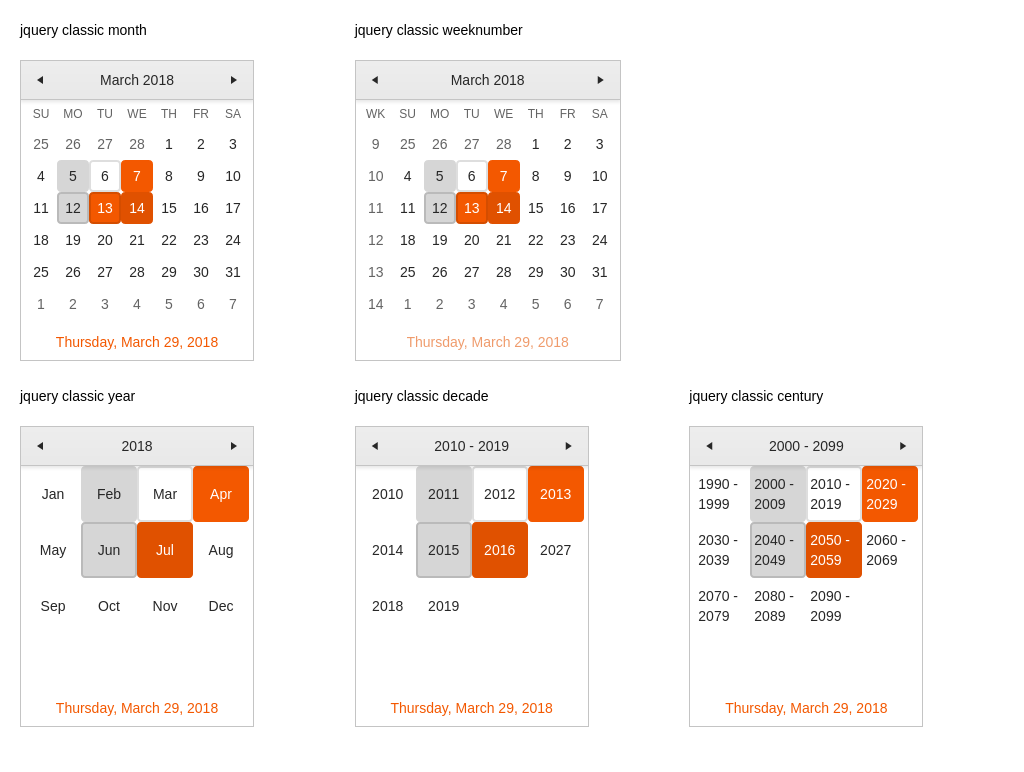 jquery classic month
March 2018
SU MO TU WE TH FR SA
25 26 27 28 1 2 3
4 5 6 7 8 9 10
11 12 13 14 15 16 17
18 19 20 21 22 23 24
25 26 27 28 29 30 31
1 2 3 4 5 6 7
Thursday, March 29, 2018
jquery classic weeknumber
March 2018
WK SU MO TU WE TH FR SA
9 25 26 27 28 1 2 3
10 4 5 6 7 8 9 10
11 11 12 13 14 15 16 17
12 18 19 20 21 22 23 24
13 25 26 27 28 29 30 31
14 1 2 3 4 5 6 7
Thursday, March 29, 2018
jquery classic year
2018
Jan Feb Mar Apr
May Jun Jul Aug
Sep Oct Nov Dec
Thursday, March 29, 2018
jquery classic decade
2010 - 2019
2010 2011 2012 2013
2014 2015 2016 2027
2018 2019
Thursday, March 29, 2018
jquery classic century
2000 - 2099
1990 - 2000 - 2010 - 2020 -
1999 2009 2019 2029
2030 - 2040 - 2050 - 2060 -
2039 2049 2059 2069
2070 - 2080 - 2090 -
2079 2089 2099
Thursday, March 29, 2018